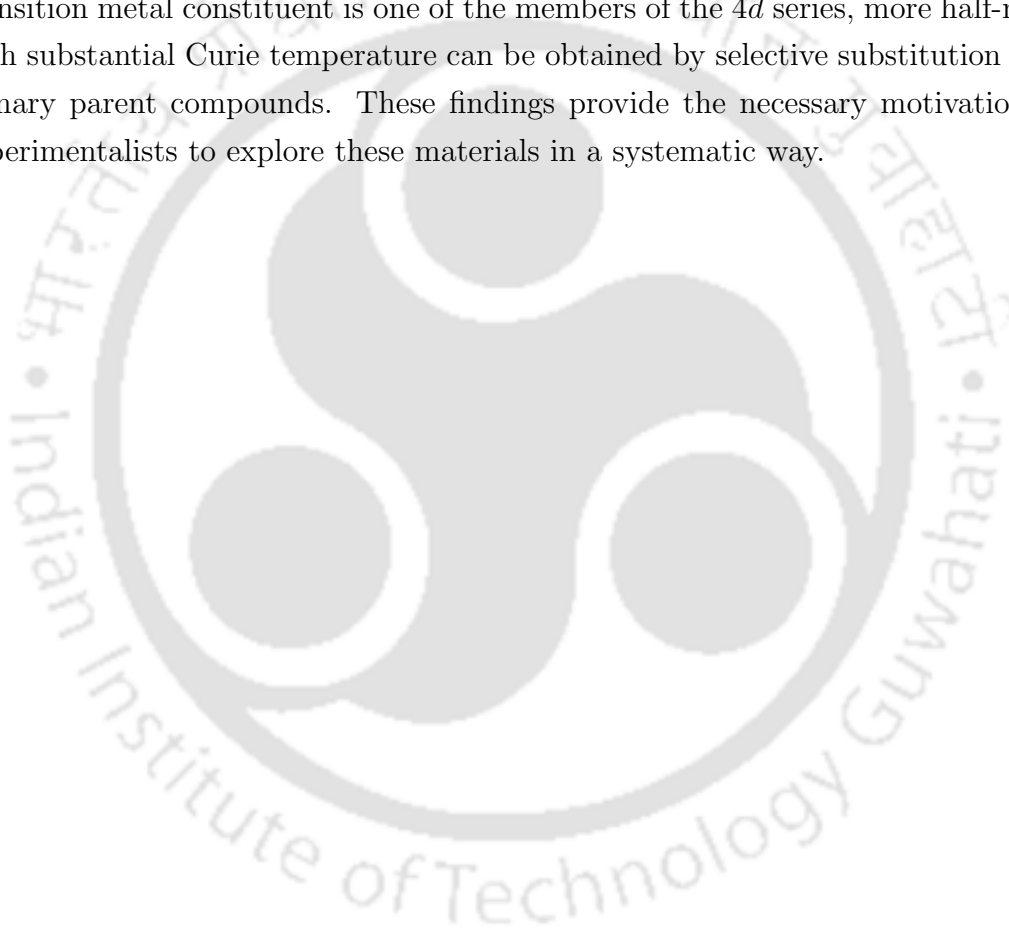 nsition metal constituent is one of the members of the 4d series, more half-
h substantial Curie temperature can be obtained by selective substitution
nary parent compounds. These findings provide the necessary motivatio
perimentalists to explore these materials in a systematic way.
Indian Institute of Technology Guwahati